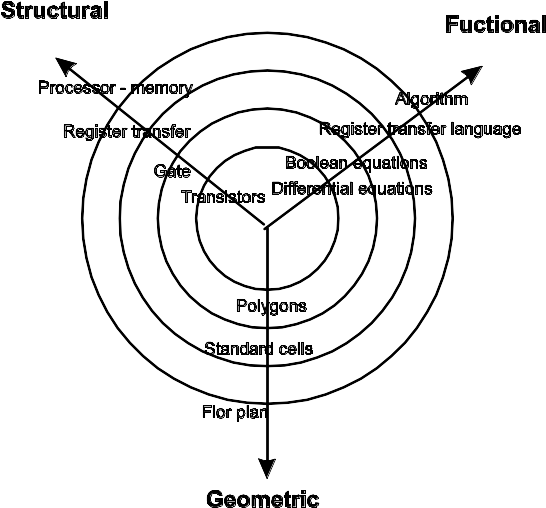 Structural
Fuctional
Processor - memory
Algorithm
Register transfer
Register transfer language
Gate
Boolean equations
Transistors
Differential equations
Polygons
Standard cells
Flor plan
Geometric